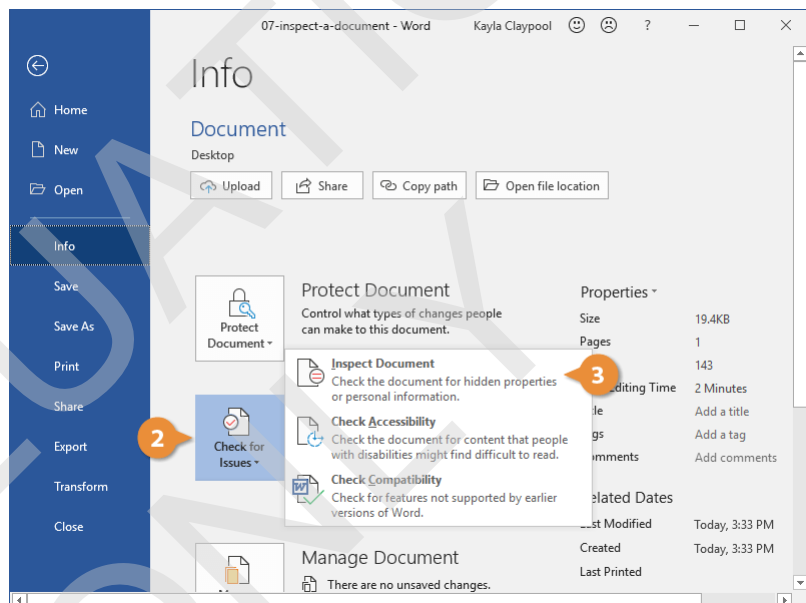 07-inspect-a-document - Word
Kayla Claypool
?
Info
Home
New
Open
Info
Save
Save As
Print
Share
Export
Transform
Close
Document
Desktop
Upload
Share
Copy path
Open file location
Protect
Document
Protect Document
Control what types of changes people
can make to this document.
2
Check for
Issues
Inspect Document
Check the document for hidden properties
or personal information.
3
Check Accessibility
Check the document for content that people
with disabilities might find difficult to read.
Check Compatibility
Check for features not supported by earlier
versions of Word.
Manage Document
There are no unsaved changes.
Properties
Size 19.4KB
Pages 1
143
Editing Time 2 Minutes
Add a title
Add a tag
Comments Add comments
Related Dates
Last Modified Today, 3:33 PM
Created Today, 3:33 PM
Last Printed